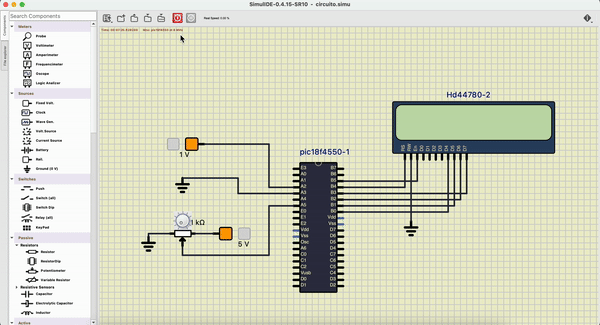 SimulIDE-0.4.15-SR10 - circuito.simu
Components
File explorer
Search Components
Real Speed: 0.00 %
Meters
Probe
Voltimeter
Amperimeter
Frequencimeter
Oscope
Logic Analizer
Sources
Fixed Volt.
Clock
Wave Gen.
Volt. Source
Current Source
Battery
Rail.
Ground (0 V)
Switches
Push
Switch (all)
Switch Dip
Relay (all)
KeyPad
Passive
Resistors
Resistor
ResistorDip
Potentiometer
Variable Resistor
Resistive Sensors
Capacitor
Electrolytic Capacitor
Inductor
Active
Hd44780-2
RS
RW
En
D0
D1
D2
D3
D4
D5
D6
D7
pic18f4550-1
1 V
1 kΩ
5 V
E3 B7
A0 B6
A1 B5
A2 B4
A3 B3
A4 B2
A5 B1
E0 B0
E1 Vdd
E2 Vss
Vdd D7
Vss D6
Osc D5
A6 D4
C0 C7
C1 C6
C2 C5
Vusb C4
D0 D3
D1 D2